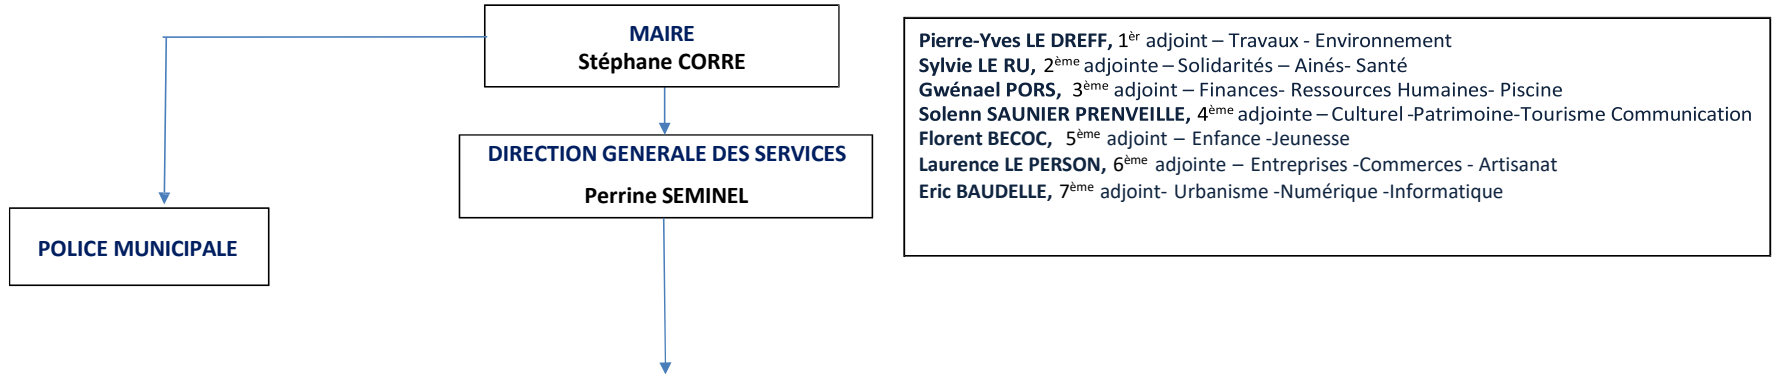 MAIRE
Stéphane CORRE
DIRECTION GENERALE DES SERVICES
Perrine SEMINEL
POLICE MUNICIPALE
Pierre-Yves LE DREFF, 1èr adjoint – Travaux - Environnement
Sylvie LE RU, 2ème adjointe – Solidarités – Ainés- Santé
Gwénael PORS, 3ème adjoint – Finances- Ressources Humaines- Piscine
Solenn SAUNIER PRENVEILLE, 4ème adjointe – Culturel -Patrimoine-Tourisme Communication
Florent BECOC, 5ème adjoint – Enfance -Jeunesse
Laurence LE PERSON, 6ème adjointe – Entreprises -Commerces - Artisanat
Eric BAUDELLE, 7ème adjoint- Urbanisme -Numérique -Informatique